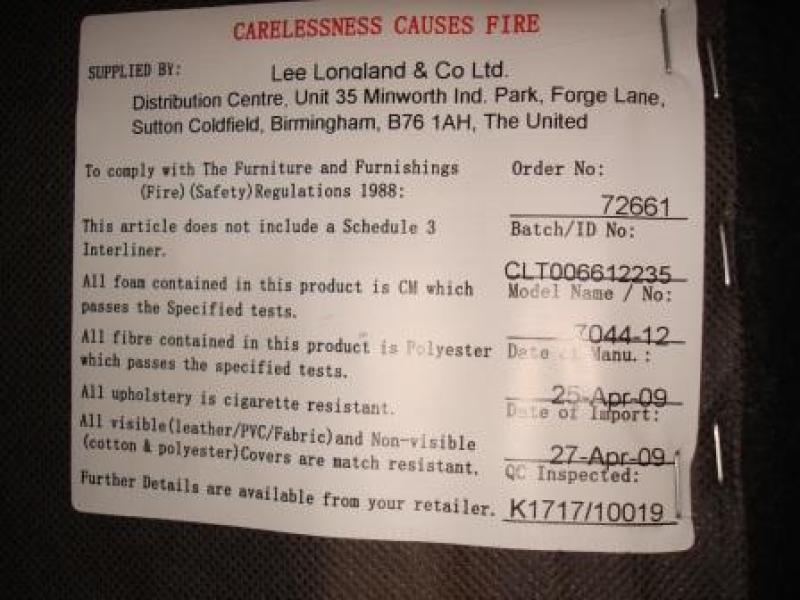 CARELESSNESS CAUSES FIRE
SUPPLIED BY: Lee Longland & Co Ltd.
Distribution Centre, Unit 35 Minworth Ind. Park, Forge Lane,
Sutton Coldfield, Birmingham, B76 1AH, The United
To comply with The Furniture and Furnishings
(Fire)(Safety)Regulations 1988:
This article does not include a Schedule 3
Interliner.
All foam contained in this product is CM which
passes the Specified tests.
All fibre contained in this product is Polyester
which passes the specified tests.
All upholstery is cigarette resistant.
All visible(leather/PVC/Fabric)and Non-visible
(cotton & polyester)Covers are match resistant.
Further Details are available from your retailer.
Order No:
72661
Batch/ID No:
CLT006612235
Model Name / No:
7044-12
Date of Manu.:
25-Apr-09
Date of Import:
27-Apr-09
QC Inspected:
K1717/10019